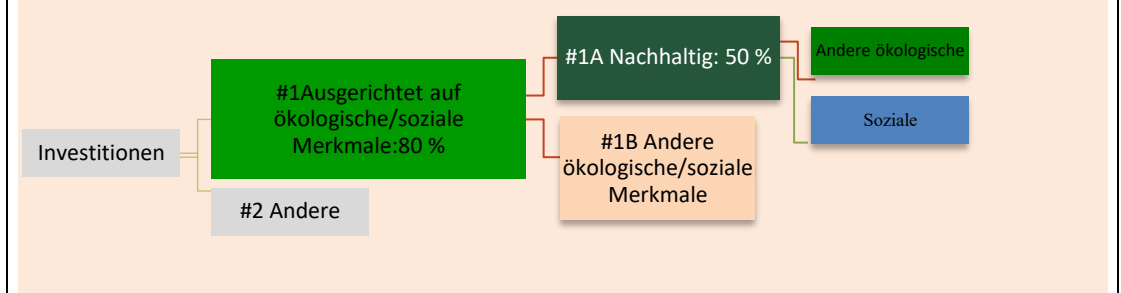 Investitionen
#1Ausgerichtet auf
ökologische/soziale
Merkmale:80 %
#2 Andere
#1A Nachhaltig: 50 %
#1B Andere
ökologische/soziale
Merkmale
Andere ökologische
Soziale